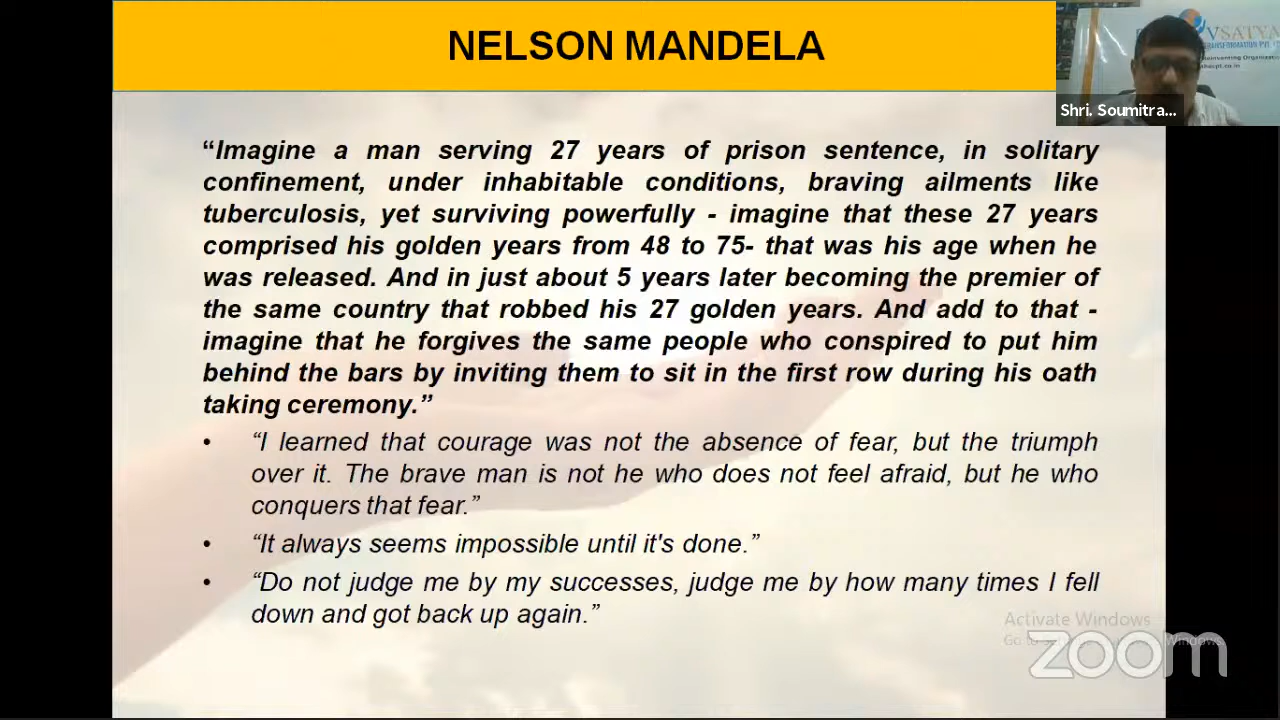 NELSON MANDELA
VSATYA
Shri. Soumitra...
“Imagine a man serving 27 years of prison sentence, in solitary
confinement, under inhabitable conditions, braving ailments like
tuberculosis, yet surviving powerfully - imagine that these 27 years
comprised his golden years from 48 to 75- that was his age when he
was released. And in just about 5 years later becoming the premier of
the same country that robbed his 27 golden years. And add to that -
imagine that he forgives the same people who conspired to put him
behind the bars by inviting them to sit in the first row during his oath
taking ceremony.”
• “I learned that courage was not the absence of fear, but the triumph
over it. The brave man is not he who does not feel afraid, but he who
conquers that fear.”
• “It always seems impossible until it's done.”
• “Do not judge me by my successes, judge me by how many times I fell
down and got back up again.”
Activate Windows
Go to Windows.
zoom